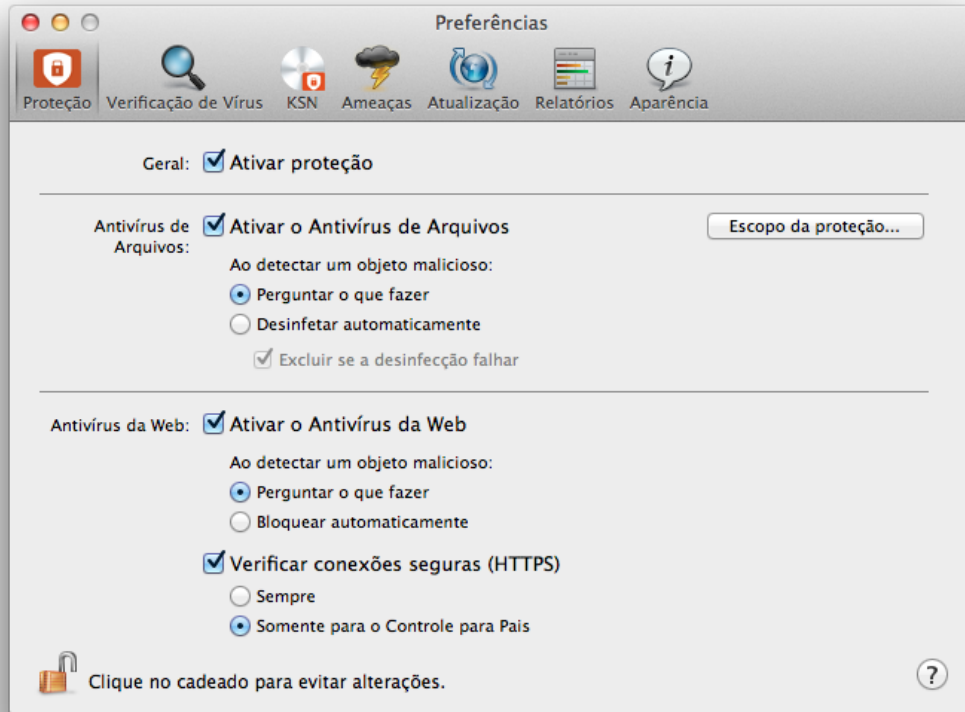 Preferências
Proteção Verificação de Vírus KSN Ameaças Atualização Relatórios Aparência
Geral: Ativar proteção
Antivírus de Arquivos: Ativar o Antivírus de Arquivos Escopo da proteção...
Ao detectar um objeto malicioso:
Perguntar o que fazer
Desinfetar automaticamente
Excluir se a desinfecção falhar
Antivírus da Web: Ativar o Antivírus da Web
Ao detectar um objeto malicioso:
Perguntar o que fazer
Bloquear automaticamente
Verificar conexões seguras (HTTPS)
Sempre
Somente para o Controle para Pais
Clique no cadeado para evitar alterações. ?